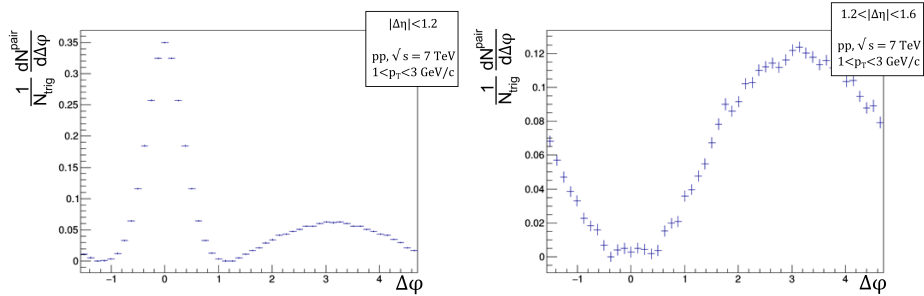 |Δη|<1.2
pp, √ s = 7 TeV
1<p_T<3 GeV/c
1 dN^pair
N_trig dΔφ
0.35
0.3
0.25
0.2
0.15
0.1
0.05
0
−1 0 1 2 3 4
Δφ
1.2<|Δη|<1.6
pp, √ s = 7 TeV
1<p_T<3 GeV/c
1 dN^pair
N_trig dΔφ
0.12
0.1
0.08
0.06
0.04
0.02
0
−1 0 1 2 3 4
Δφ